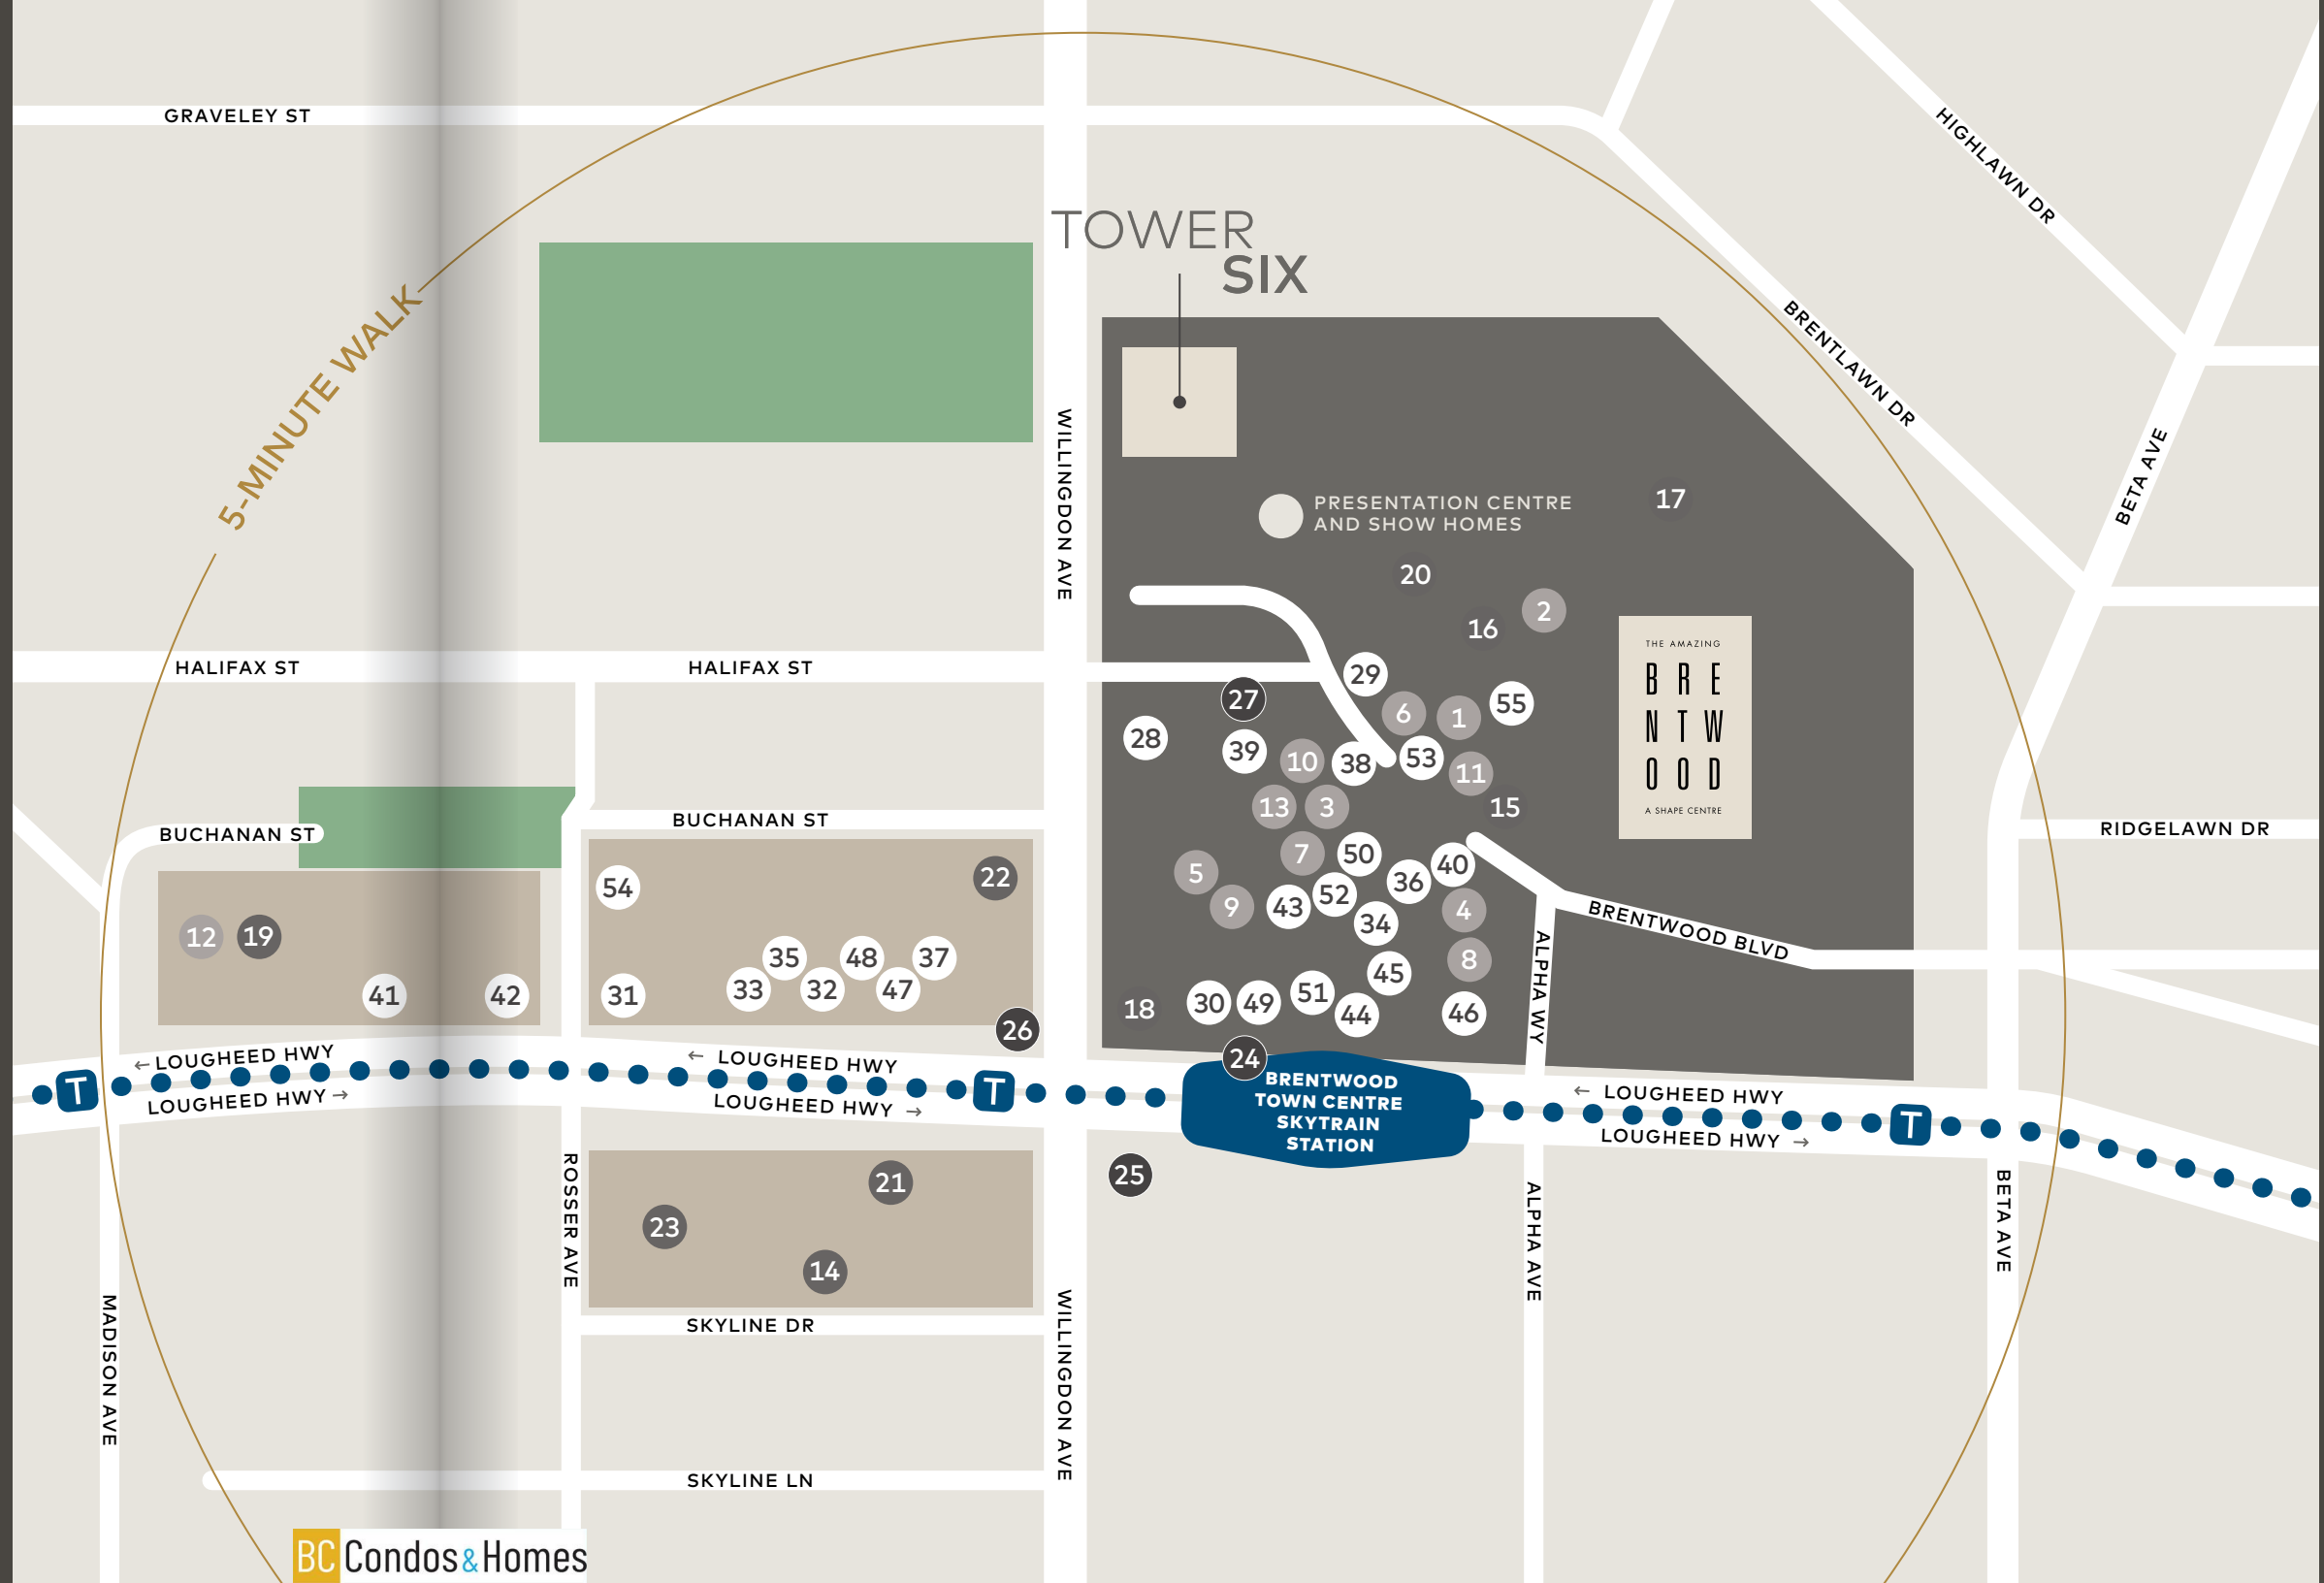 GRAVELEY ST
HIGHLAWN DR
TOWER
SIX
5-MINUTE WALK
BRENTLAWN DR
BETA AVE
WILLINGDON AVE
PRESENTATION CENTRE
AND SHOW HOMES
17
20
2
16
THE AMAZING
BRE
NTW
OOD
A SHAPE CENTRE
HALIFAX ST
HALIFAX ST
29
27
6
1
55
28
39
10
38
53
11
13
3
15
BUCHANAN ST
BUCHANAN ST
RIDGELAWN DR
54
22
5
7
50
36
40
12
19
9
43
52
34
4
BRENTWOOD BLVD
35
48
37
45
8
ALPHA WY
41
42
31
33
32
47
18
30
49
51
44
46
26
← LOUGHEED HWY
← LOUGHEED HWY
24
T
LOUGHEED HWY →
T
LOUGHEED HWY →
BRENTWOOD
TOWN CENTRE
SKYTRAIN
STATION
← LOUGHEED HWY
T
LOUGHEED HWY →
ROSSER AVE
21
23
14
25
ALPHA AVE
BETA AVE
MADISON AVE
SKYLINE DR
WILLINGDON AVE
SKYLINE LN
BC Condos&Homes